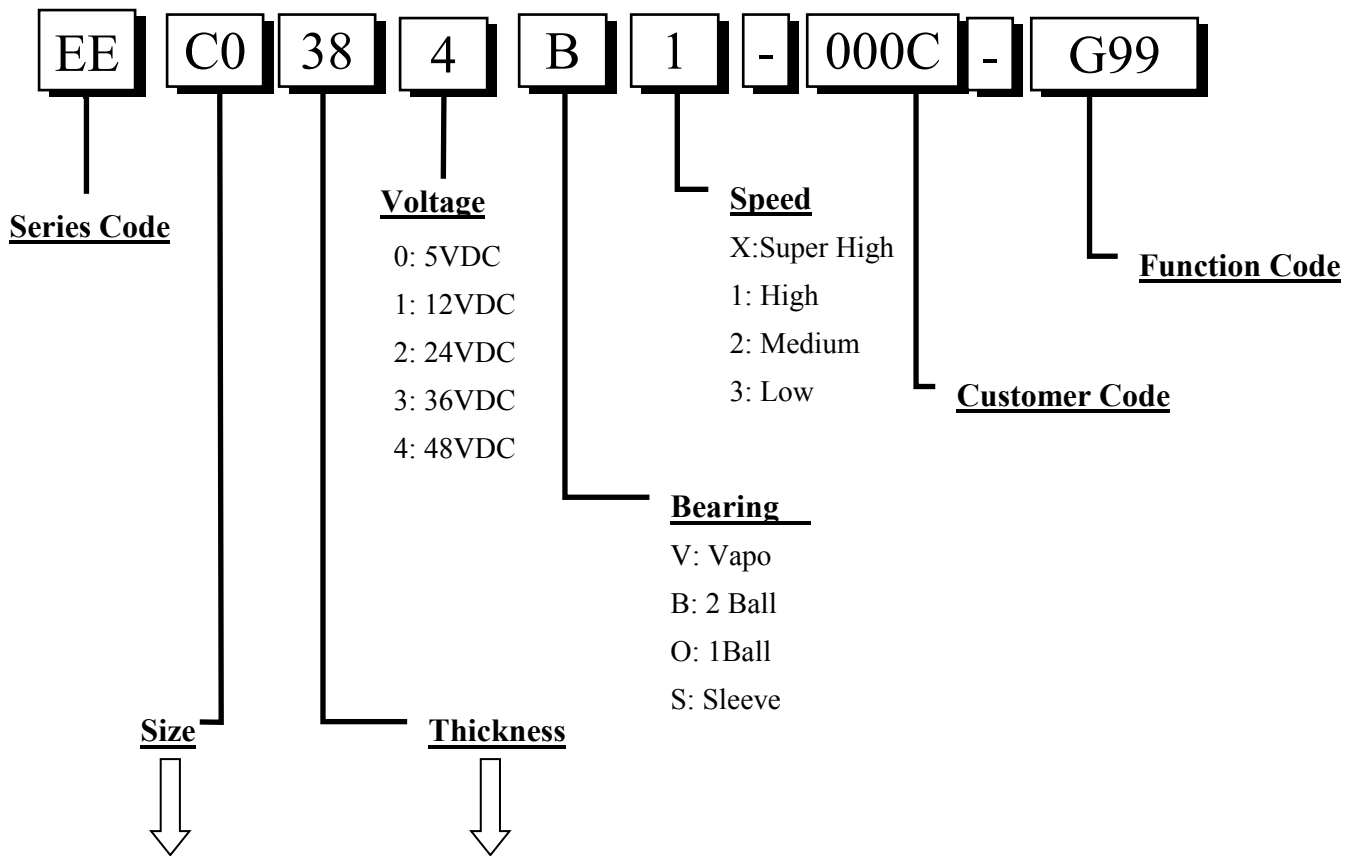 EE C0 38 4 B 1 - 000C - G99
Series Code
Voltage
0: 5VDC
1: 12VDC
2: 24VDC
3: 36VDC
4: 48VDC
Speed
X:Super High
1: High
2: Medium
3: Low
Function Code
Customer Code
Bearing
V: Vapo
B: 2 Ball
O: 1Ball
S: Sleeve
Size
Thickness